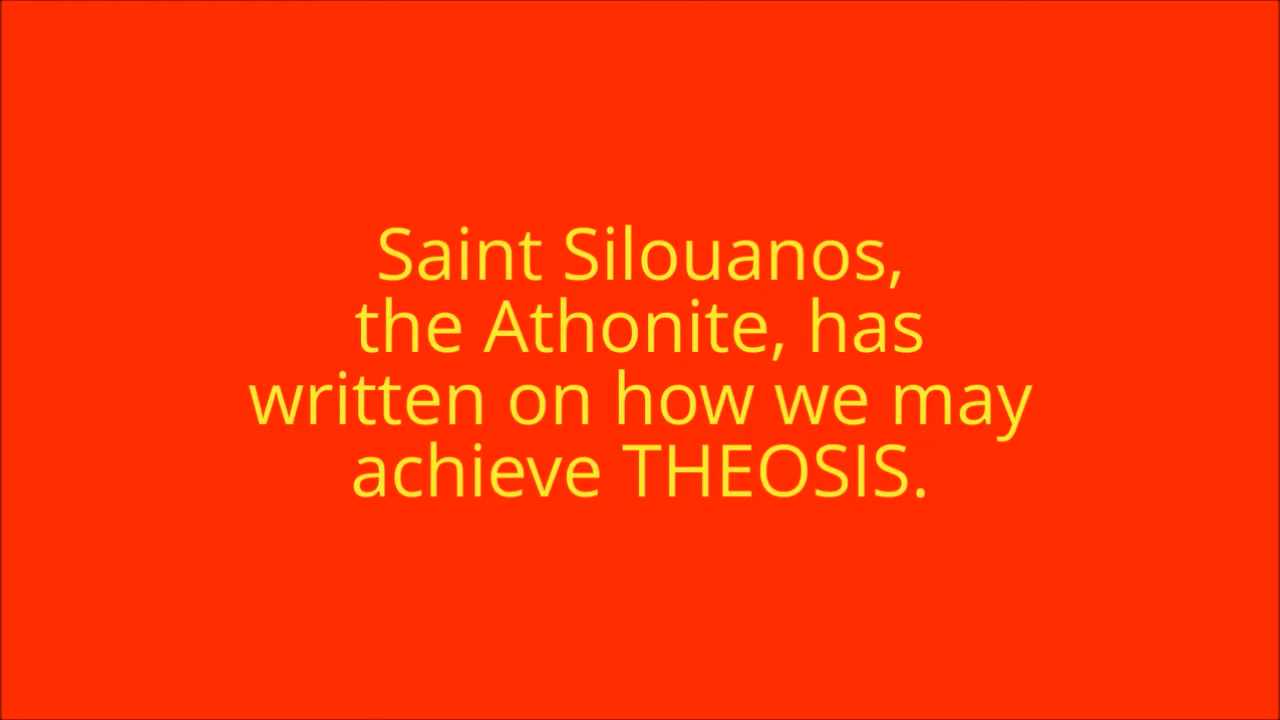 Saint Silouanos,
the Athonite, has
written on how we may
achieve THEOSIS.